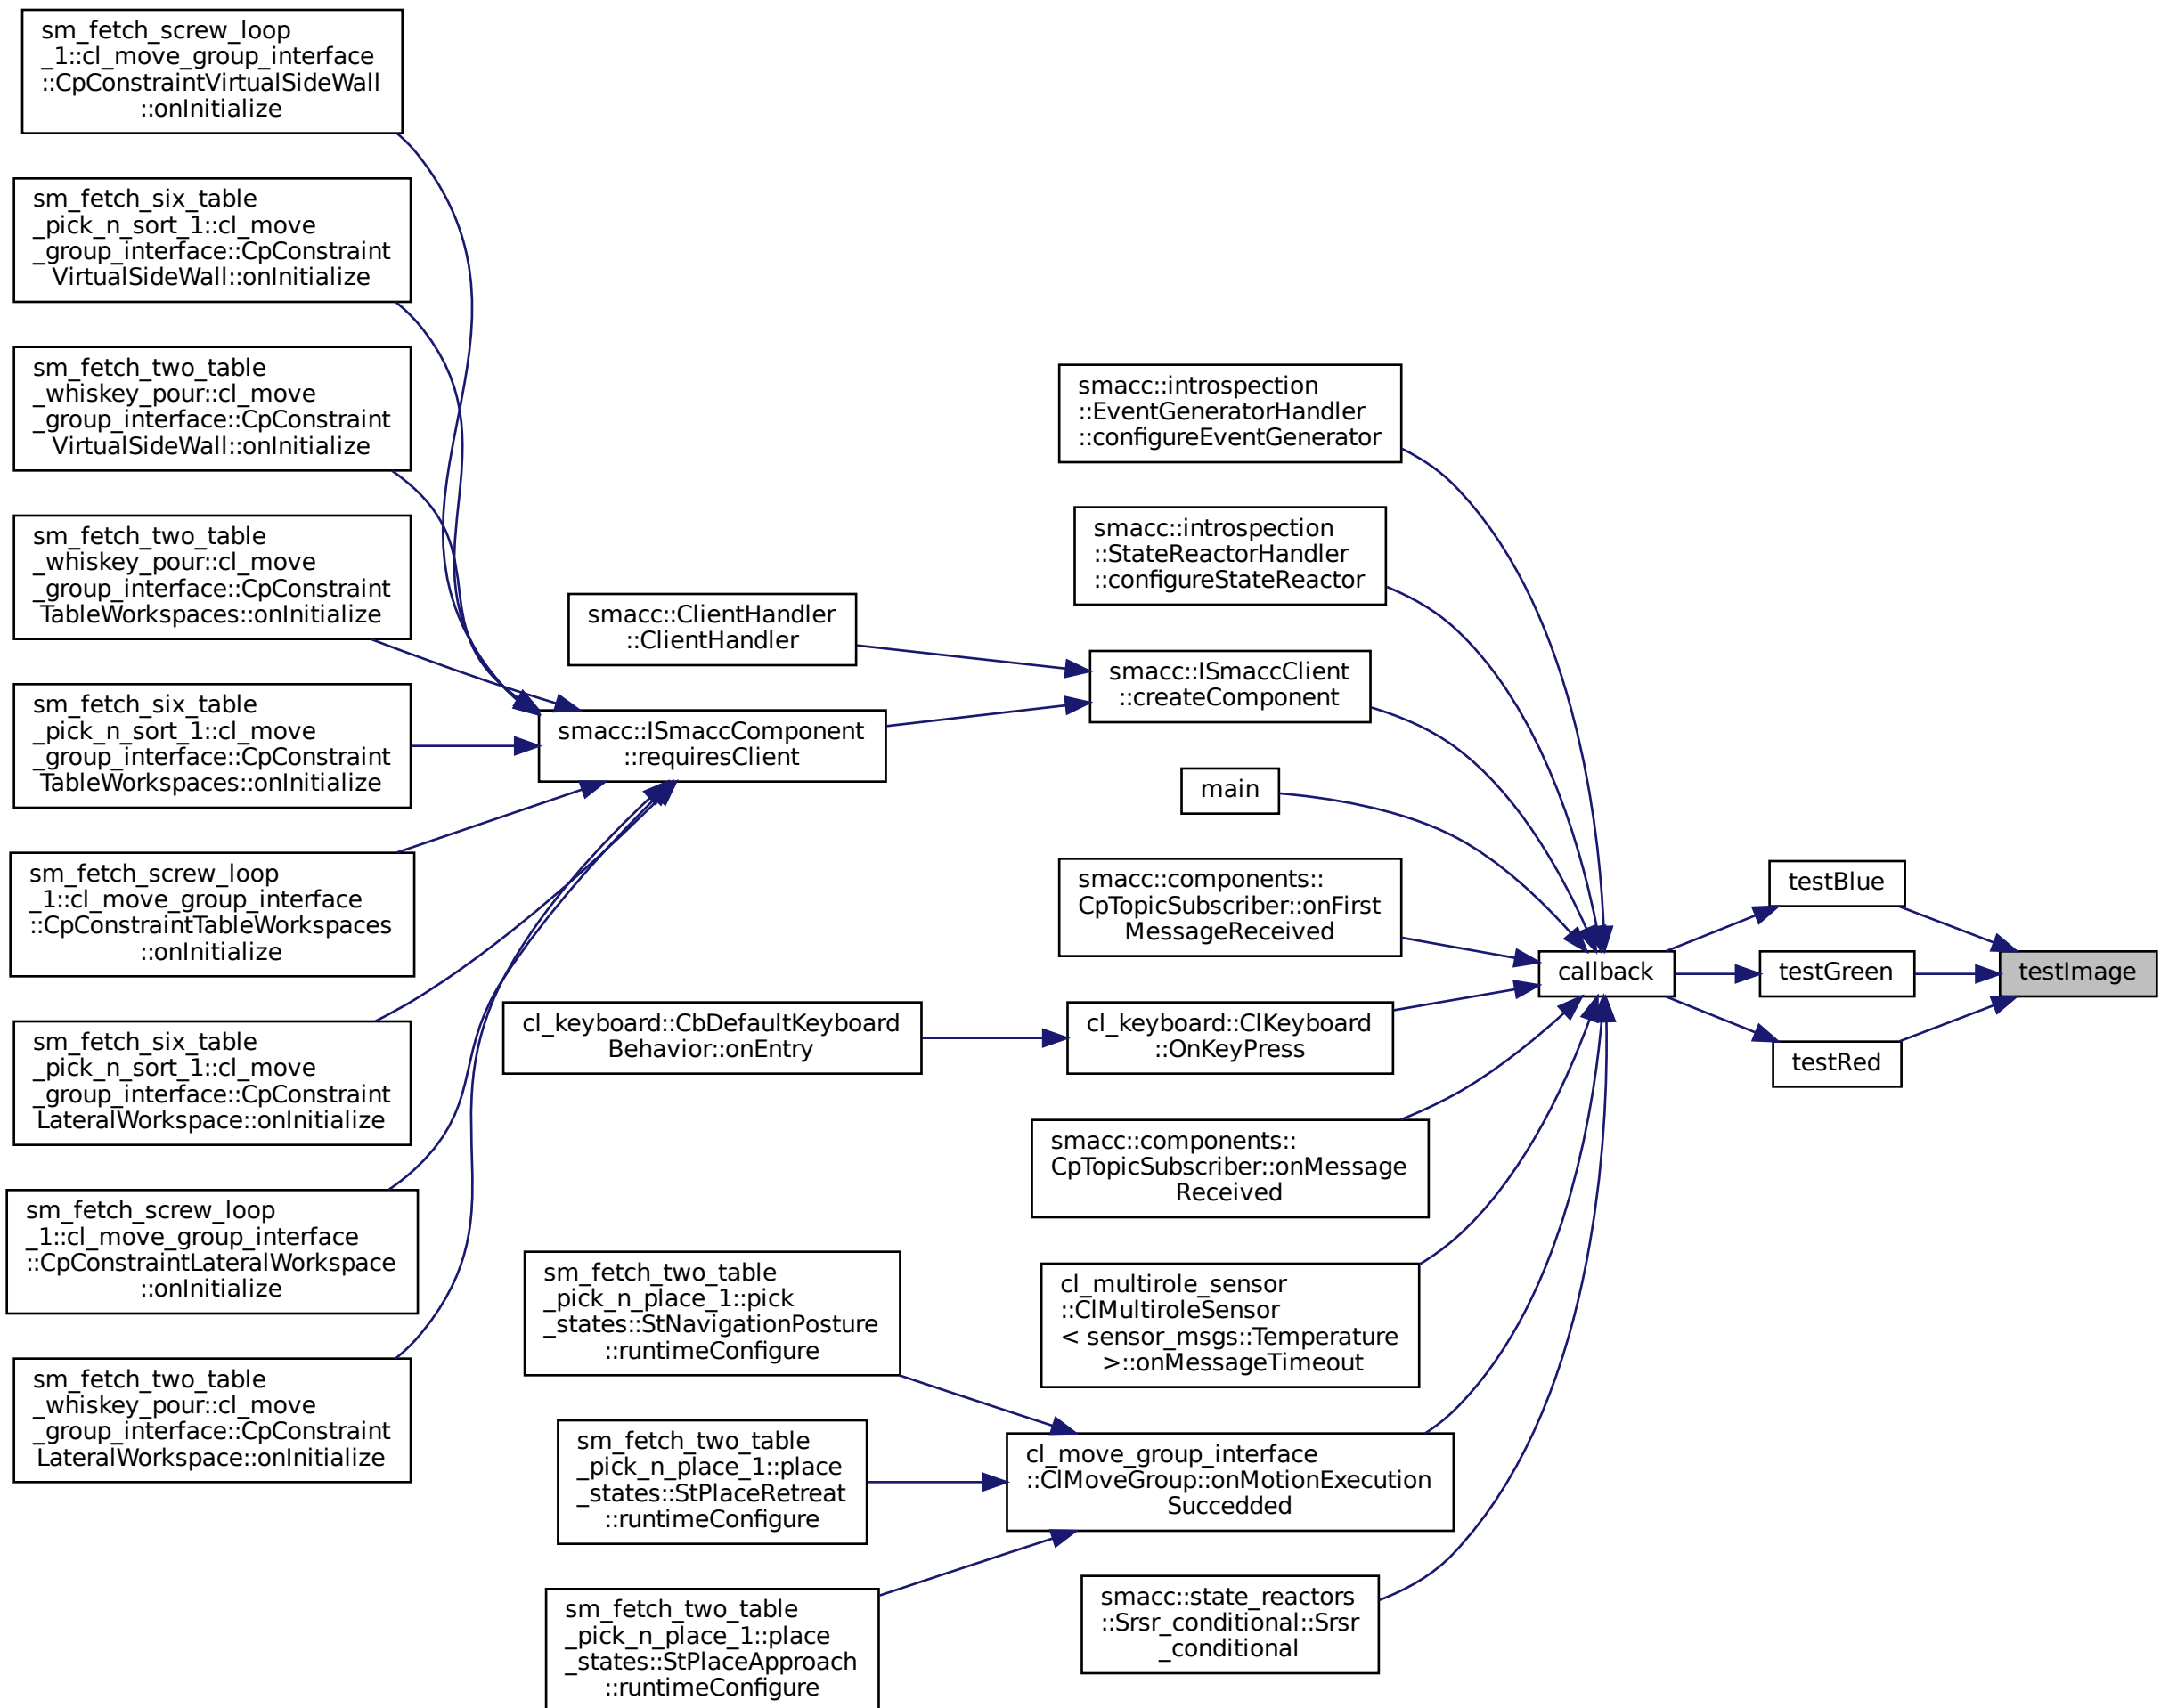 sm_fetch_screw_loop
_1::cl_move_group_interface
::CpConstraintVirtualSideWall
::onInitialize
sm_fetch_six_table
_pick_n_sort_1::cl_move
_group_interface::CpConstraint
VirtualSideWall::onInitialize
sm_fetch_two_table
_whiskey_pour::cl_move
_group_interface::CpConstraint
VirtualSideWall::onInitialize
sm_fetch_two_table
_whiskey_pour::cl_move
_group_interface::CpConstraint
TableWorkspaces::onInitialize
sm_fetch_six_table
_pick_n_sort_1::cl_move
_group_interface::CpConstraint
TableWorkspaces::onInitialize
sm_fetch_screw_loop
_1::cl_move_group_interface
::CpConstraintTableWorkspaces
::onInitialize
sm_fetch_six_table
_pick_n_sort_1::cl_move
_group_interface::CpConstraint
LateralWorkspace::onInitialize
sm_fetch_screw_loop
_1::cl_move_group_interface
::CpConstraintLateralWorkspace
::onInitialize
sm_fetch_two_table
_whiskey_pour::cl_move
_group_interface::CpConstraint
LateralWorkspace::onInitialize
smacc::ClientHandler
::ClientHandler
smacc::ISmaccComponent
::requiresClient
cl_keyboard::CbDefaultKeyboard
Behavior::onEntry
sm_fetch_two_table
_pick_n_place_1::pick
_states::StNavigationPosture
::runtimeConfigure
sm_fetch_two_table
_pick_n_place_1::place
_states::StPlaceRetreat
::runtimeConfigure
sm_fetch_two_table
_pick_n_place_1::place
_states::StPlaceApproach
::runtimeConfigure
smacc::introspection
::EventGeneratorHandler
::configureEventGenerator
smacc::introspection
::StateReactorHandler
::configureStateReactor
smacc::ISmaccClient
::createComponent
main
smacc::components::
CpTopicSubscriber::onFirst
MessageReceived
cl_keyboard::ClKeyboard
::OnKeyPress
smacc::components::
CpTopicSubscriber::onMessage
Received
cl_multirole_sensor
::ClMultiroleSensor
< sensor_msgs::Temperature
>::onMessageTimeout
cl_move_group_interface
::ClMoveGroup::onMotionExecution
Succedded
smacc::state_reactors
::Srsr_conditional::Srsr
_conditional
callback
testBlue
testGreen
testRed
testImage